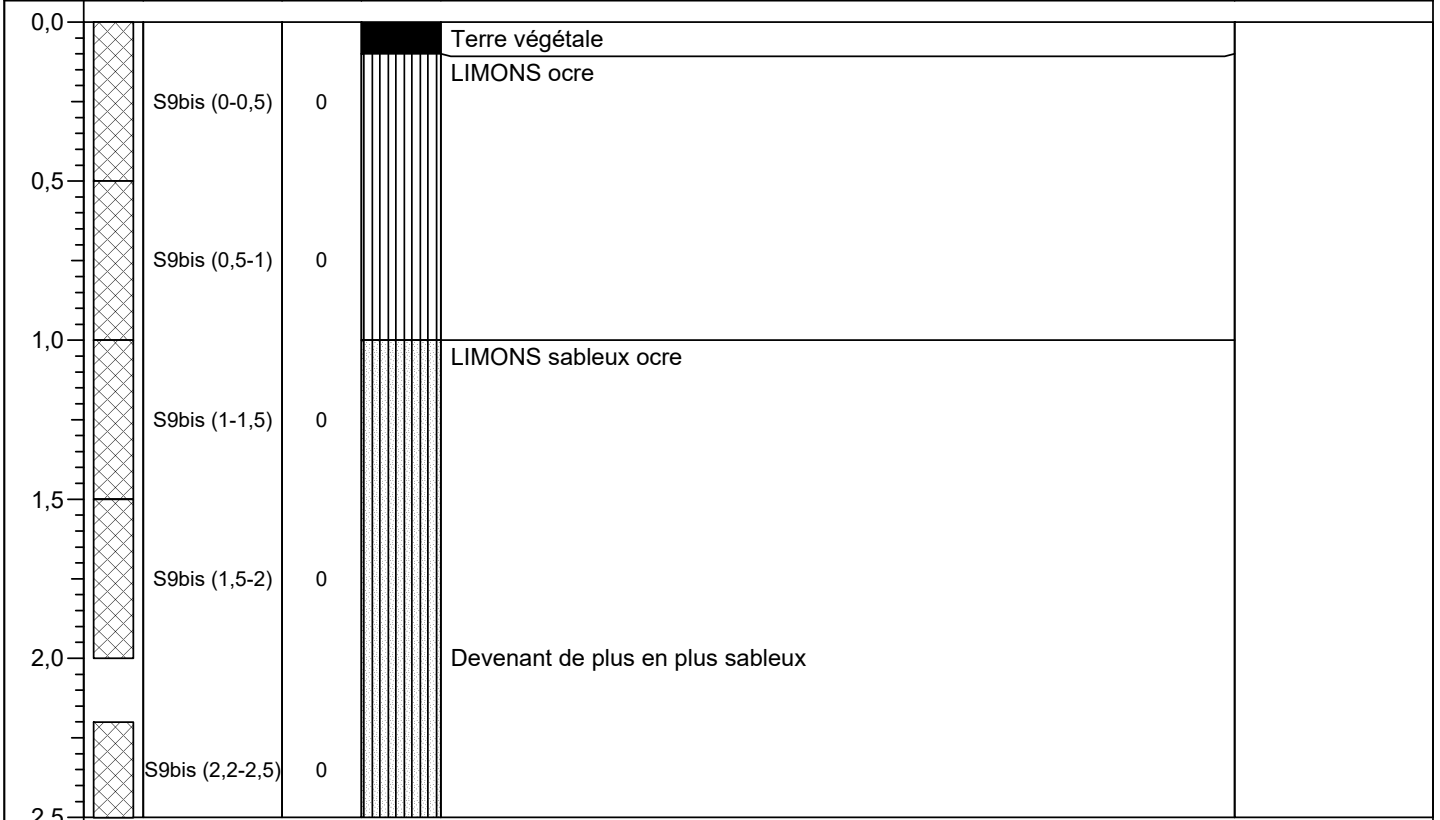 0,0
Terre végétale
LIMONS ocre
S9bis (0-0,5) 0
0,5
S9bis (0,5-1) 0
1,0
LIMONS sableux ocre
S9bis (1-1,5) 0
1,5
S9bis (1,5-2) 0
2,0
Devenant de plus en plus sableux
S9bis (2,2-2,5) 0
2,5